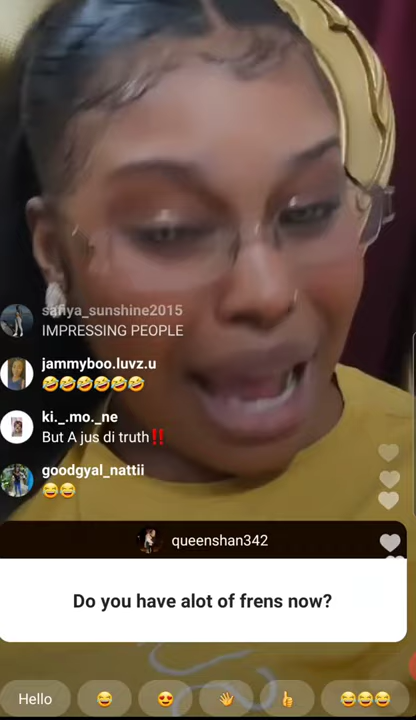 safiya_sunshine2015
IMPRESSING PEOPLE
jammyboo.luvz.u
🤣🤣🤣🤣🤣🤣
ki._.mo._ne
But A jus di truth‼️
goodgyal_nattii
😂😂
queenshan342
Do you have alot of frens now?
Hello 😂 😍 👋 👍 😂😂😂